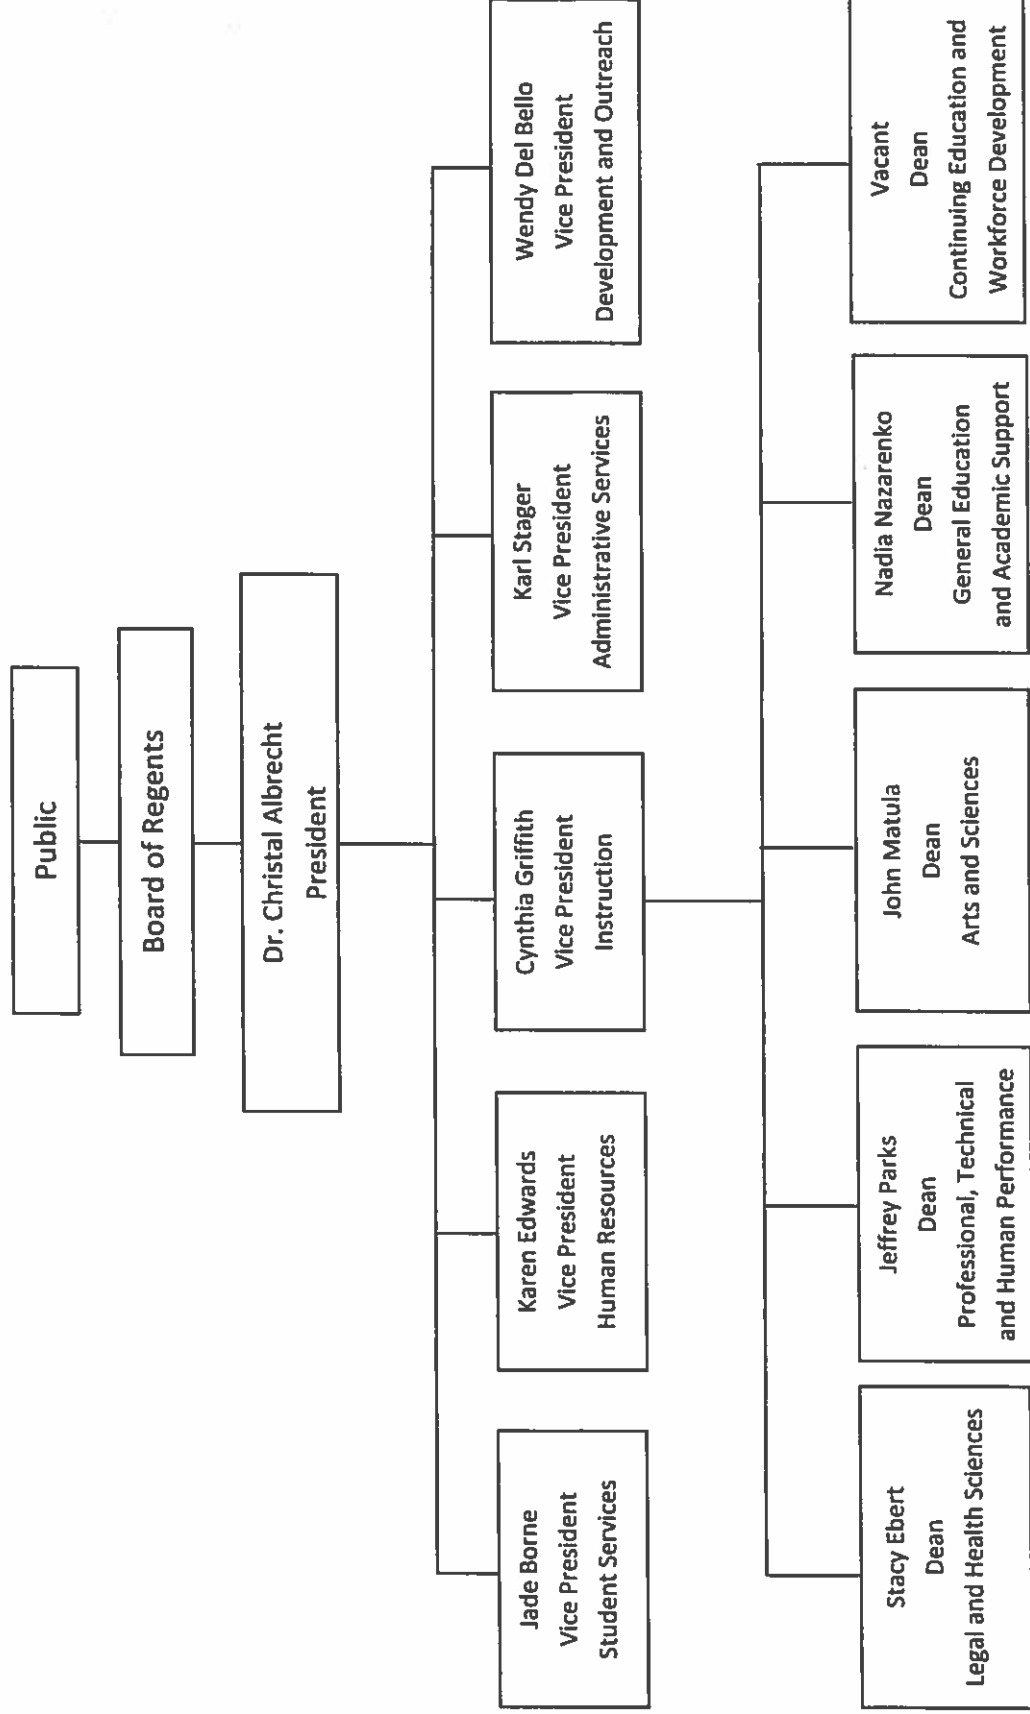 Public
Board of Regents
Dr. Christal Albrecht
President
Jade Borne
Vice President
Student Services
Karen Edwards
Vice President
Human Resources
Cynthia Griffith
Vice President
Instruction
Karl Stager
Vice President
Administrative Services
Wendy Del Bello
Vice President
Development and Outreach
Stacy Ebert
Dean
Legal and Health Sciences
Jeffrey Parks
Dean
Professional, Technical
and Human Performance
John Matula
Dean
Arts and Sciences
Nadia Nazarenko
Dean
General Education
and Academic Support
Vacant
Dean
Continuing Education and
Workforce Development